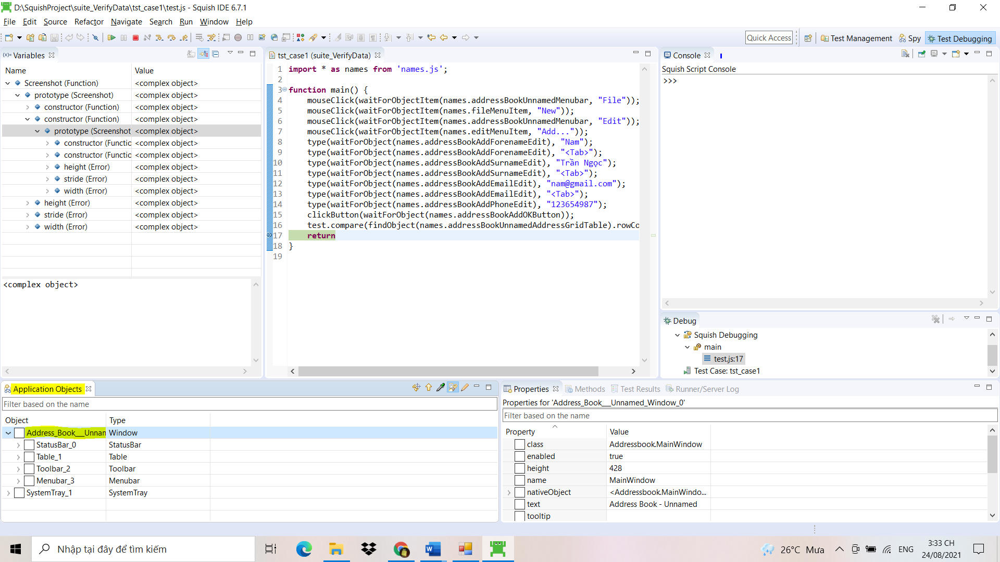 D:\SquishProject\suite_VerifyData\tst_case1\test.js - Squish IDE 6.7.1
File Edit Source Refactor Navigate Search Run Window Help
Quick Access Test Management Spy Test Debugging
(x)= Variables
Name Value
Screenshot (Function) <complex object>
prototype (Screenshot) <complex object>
constructor (Function) <complex object>
constructor (Function) <complex object>
prototype (Screenshot <complex object>
constructor (Functic <complex object>
constructor (Functic <complex object>
height (Error) <complex object>
stride (Error) <complex object>
width (Error) <complex object>
height (Error) <complex object>
stride (Error) <complex object>
width (Error) <complex object>
<complex object>
tst_case1 (suite_VerifyData)
1 import * as names from 'names.js';
2
3 function main() {
4 mouseClick(waitForObjectItem(names.addressBookUnnamedMenubar, "File"));
5 mouseClick(waitForObjectItem(names.fileMenuItem, "New"));
6 mouseClick(waitForObjectItem(names.addressBookUnnamedMenubar, "Edit"));
7 mouseClick(waitForObjectItem(names.editMenuItem, "Add..."));
8 type(waitForObject(names.addressBookAddForenameEdit), "Nam");
9 type(waitForObject(names.addressBookAddForenameEdit), "<Tab>");
10 type(waitForObject(names.addressBookAddSurnameEdit), "Trần Ngọc");
11 type(waitForObject(names.addressBookAddSurnameEdit), "<Tab>");
12 type(waitForObject(names.addressBookAddEmailEdit), "nam@gmail.com");
13 type(waitForObject(names.addressBookAddEmailEdit), "<Tab>");
14 type(waitForObject(names.addressBookAddPhoneEdit), "123654987");
15 clickButton(waitForObject(names.addressBookAddOKButton));
16 test.compare(findObject(names.addressBookUnnamedAddressGridTable).rowCo
17 return
18 }
19
Console
Squish Script Console
>>>
Debug
Squish Debugging
main
test.js:17
Test Case: tst_case1
Application Objects
Filter based on the name
Object Type
Address_Book___Unnan Window
StatusBar_0 StatusBar
Table_1 Table
Toolbar_2 Toolbar
Menubar_3 Menubar
SystemTray_1 SystemTray
Properties Methods Test Results Runner/Server Log
Properties for 'Address_Book___Unnamed_Window_0'
Filter based on the name
Property Value
class Addressbook.MainWindow
enabled true
height 428
name MainWindow
nativeObject <Addressbook.MainWindo...
text Address Book - Unnamed
tooltip
Nhập tại đây để tìm kiếm
26°C Mưa
ENG
3:33 CH
24/08/2021